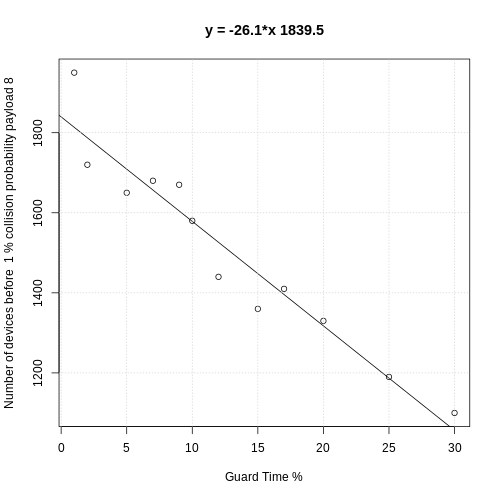 y = -26.1*x 1839.5
Number of devices before  1 % collision probability payload 8
1800
1600
1400
1200
0 5 10 15 20 25 30
Guard Time %